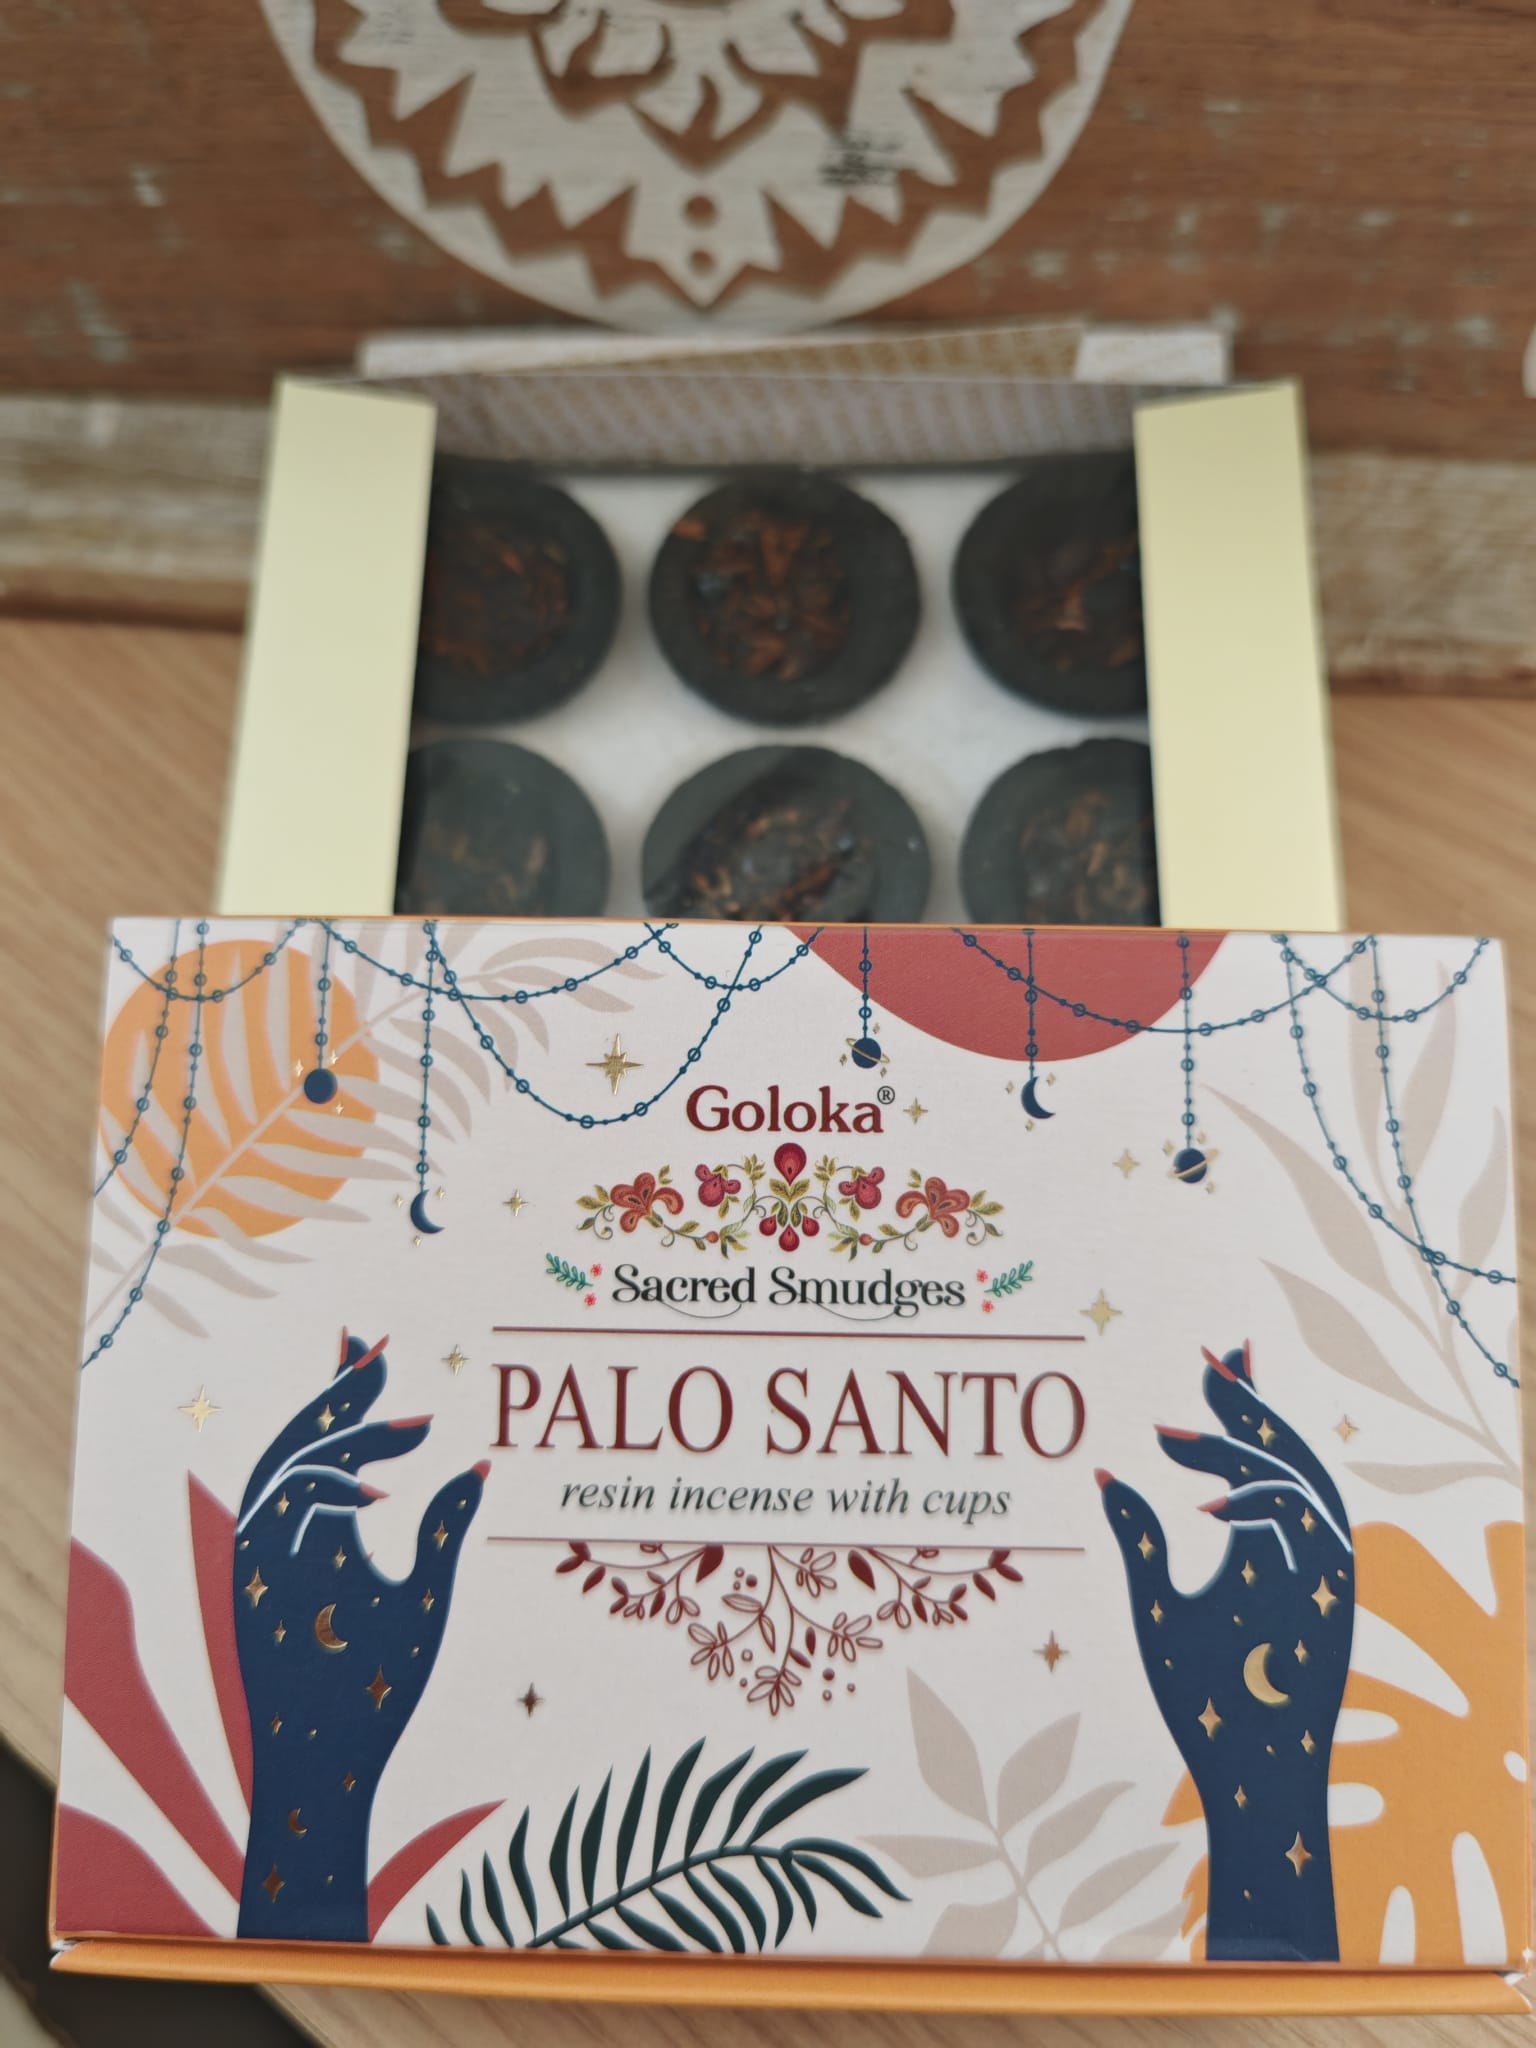 Goloka®
Sacred Smudges
PALO SANTO
resin incense with cups